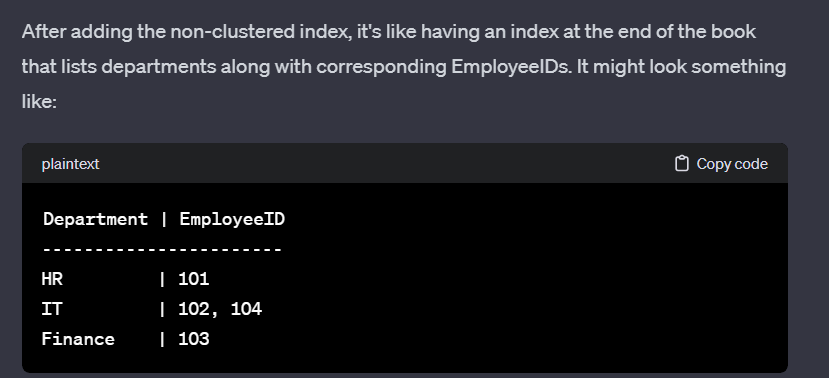 After adding the non-clustered index, it's like having an index at the end of the book
that lists departments along with corresponding EmployeeIDs. It might look something
like:
plaintext Copy code
Department | EmployeeID
-----------------------
HR         | 101
IT         | 102, 104
Finance    | 103